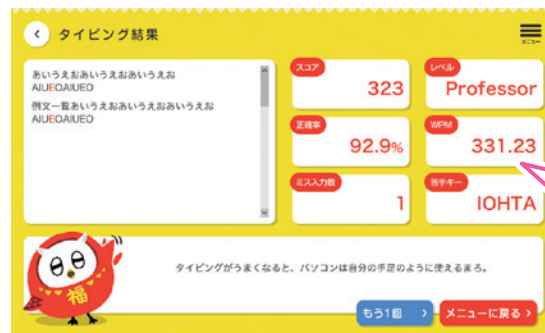 タイピング結果
メニュー
あいうえおあいうえおあいうえお
AIUEOAIUEO
例文一覧あいうえおあいうえおあいうえお
AIUEOAIUEO
スコア
323
レベル
Professor
正確率
92.9%
WPM
331.23
ミス入力数
1
苦手キー
IOHTA
福
タイピングがうまくなると、パソコンは自分の手足のように使えるまろ。
もう1回
メニューに戻る